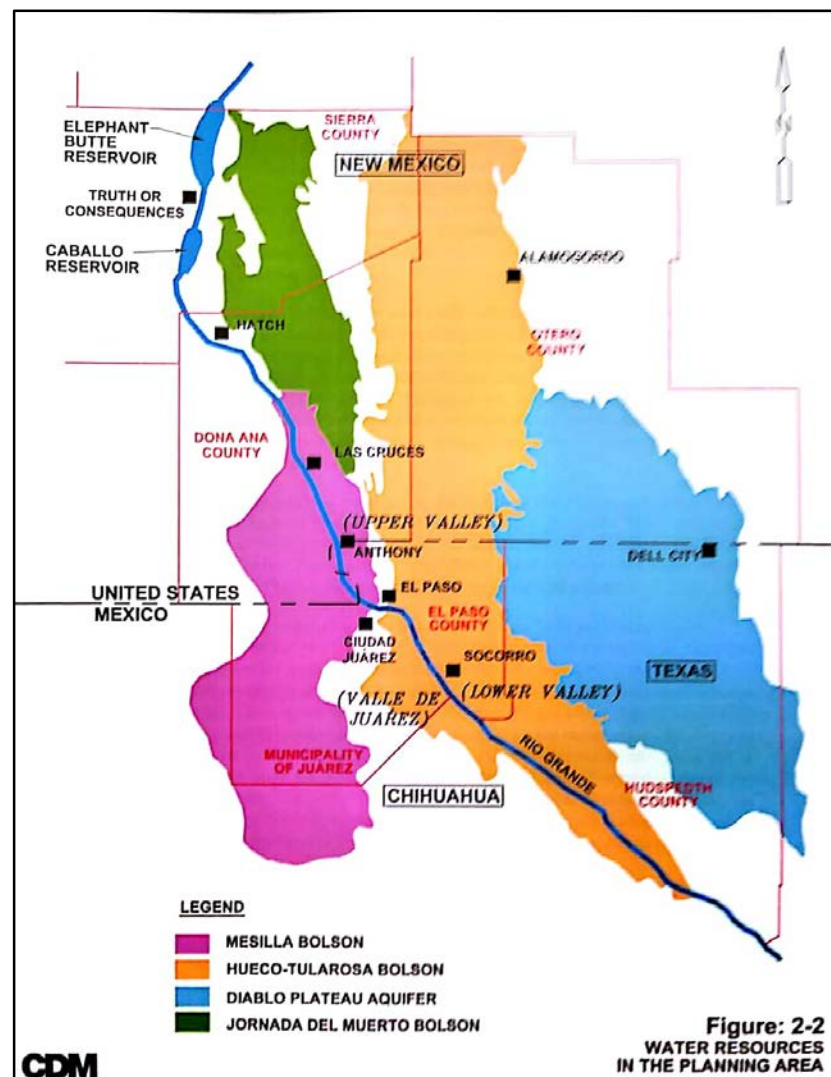 ELEPHANT
BUTTE
RESERVOIR
SIERRA
COUNTY
NEW MEXICO
N
TRUTH OR
CONSEQUENCES
CABALLO
RESERVOIR
ALAMOGORDO
HATCH
OTERO
COUNTY
DONA ANA
COUNTY
LAS CRUCES
(UPPER VALLEY)
ANTHONY
DELL CITY
UNITED STATES
MEXICO
EL PASO
EL PASO
COUNTY
CIUDAD
JUÁREZ
SOCORRO
TEXAS
(LOWER VALLEY)
(VALLE DE
JUÁREZ)
RIO GRANDE
MUNICIPALITY
OF JUÁREZ
CHIHUAHUA
HUDSPEDTH
COUNTY
LEGEND
MESILLA BOLSON
HUECO-TULAROSA BOLSON
DIABLO PLATEAU AQUIFER
JORNADA DEL MUERTO BOLSON
Figure: 2-2
WATER RESOURCES
IN THE PLANNING AREA
CDM